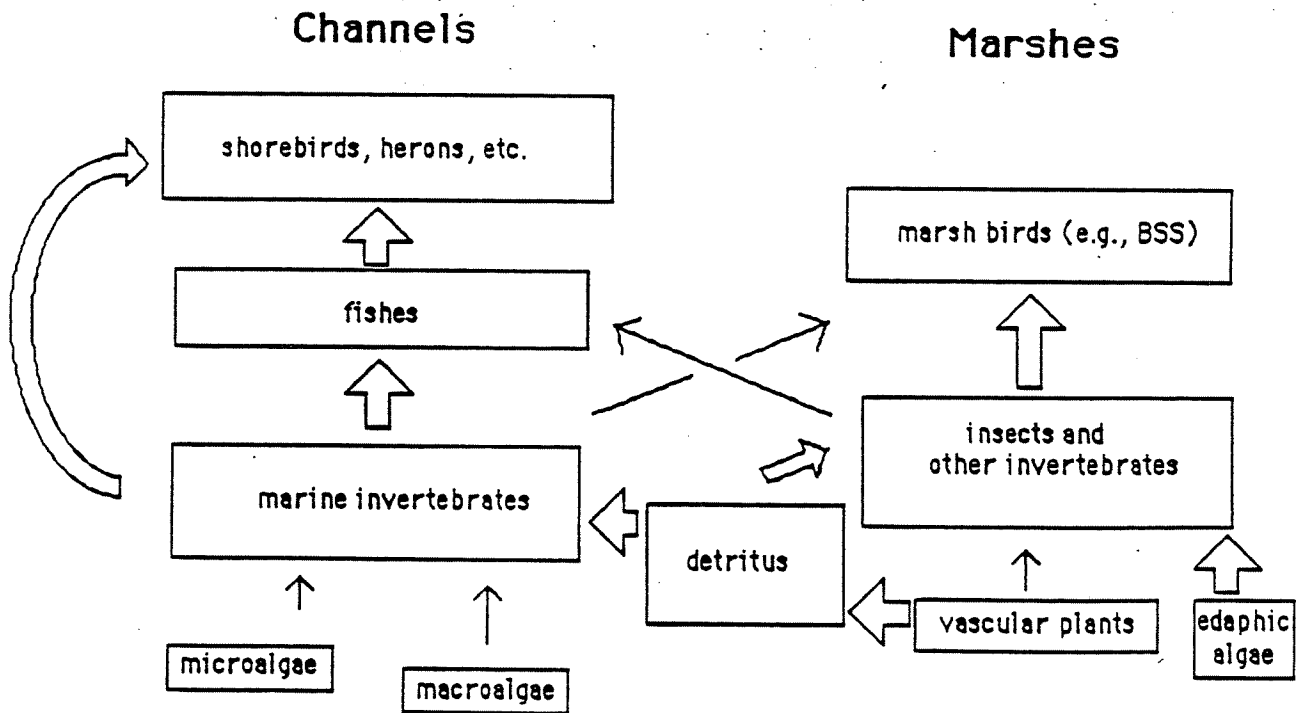 Channels
Marshes
shorebirds, herons, etc.
marsh birds (e.g., BSS)
fishes
insects and
other invertebrates
marine invertebrates
detritus
vascular plants
edaphic
algae
microalgae
macroalgae